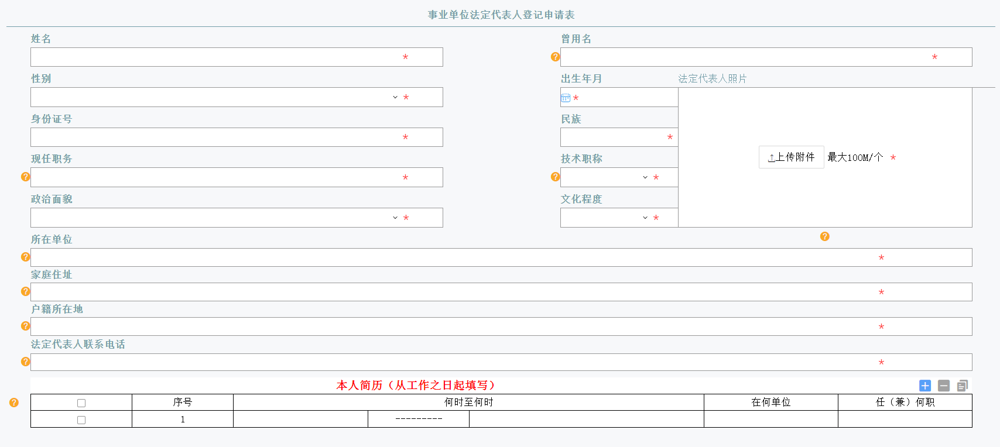 事业单位法定代表人登记申请表
姓名 曾用名
? * *
性别 出生年月 法定代表人照片
* *
身份证号 民族
* *
上传附件 最大100M/个 *
现任职务 技术职称
? * ? *
政治面貌 文化程度
* *
?
所在单位
? *
家庭住址
? *
户籍所在地
? *
法定代表人联系电话
? *
本人简历（从工作之日起填写）
? 序号 何时至何时 在何单位 任（兼）何职
1 ---------